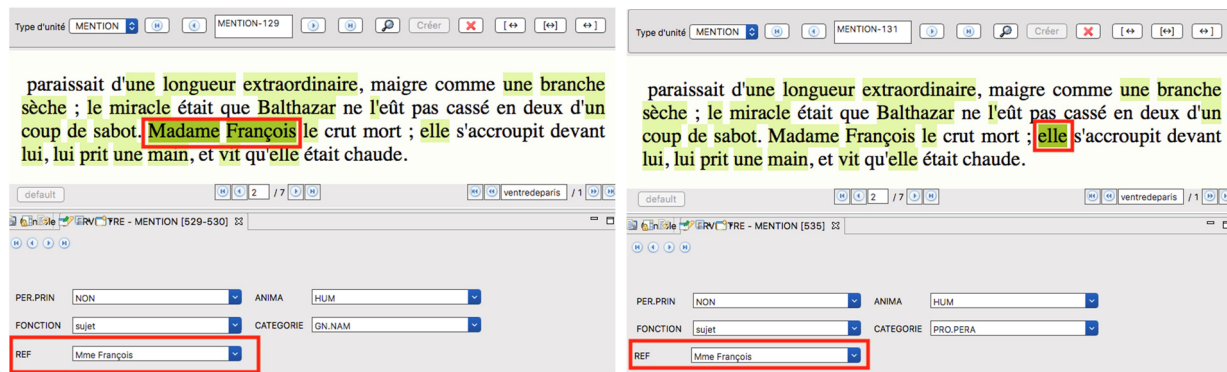 Type d'unité MENTION MENTION-129 Créer [↔ [↔] ↔]
paraissait d'une longueur extraordinaire, maigre comme une branche
sèche ; le miracle était que Balthazar ne l'eût pas cassé en deux d'un
coup de sabot. Madame François le crut mort ; elle s'accroupit devant
lui, lui prit une main, et vit qu'elle était chaude.
default 2 / 7 ventredeparis / 1
TRE - MENTION [529-530]
PER.PRIN NON ANIMA HUM
FONCTION sujet CATEGORIE GN.NAM
REF Mme François
Type d'unité MENTION MENTION-131 Créer [↔ [↔] ↔]
paraissait d'une longueur extraordinaire, maigre comme une branche
sèche ; le miracle était que Balthazar ne l'eût pas cassé en deux d'un
coup de sabot. Madame François le crut mort ; elle s'accroupit devant
lui, lui prit une main, et vit qu'elle était chaude.
default 2 / 7 ventredeparis / 1
TRE - MENTION [535]
PER.PRIN NON ANIMA HUM
FONCTION sujet CATEGORIE PRO.PERA
REF Mme François